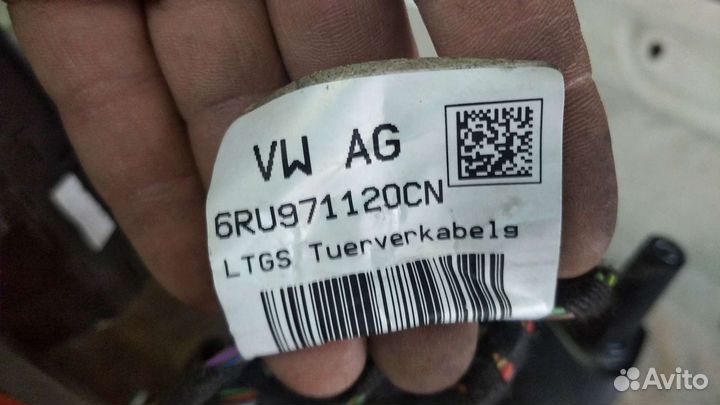 VW AG
6RU971120CN
LTGS Tuerverkabelg
Avito